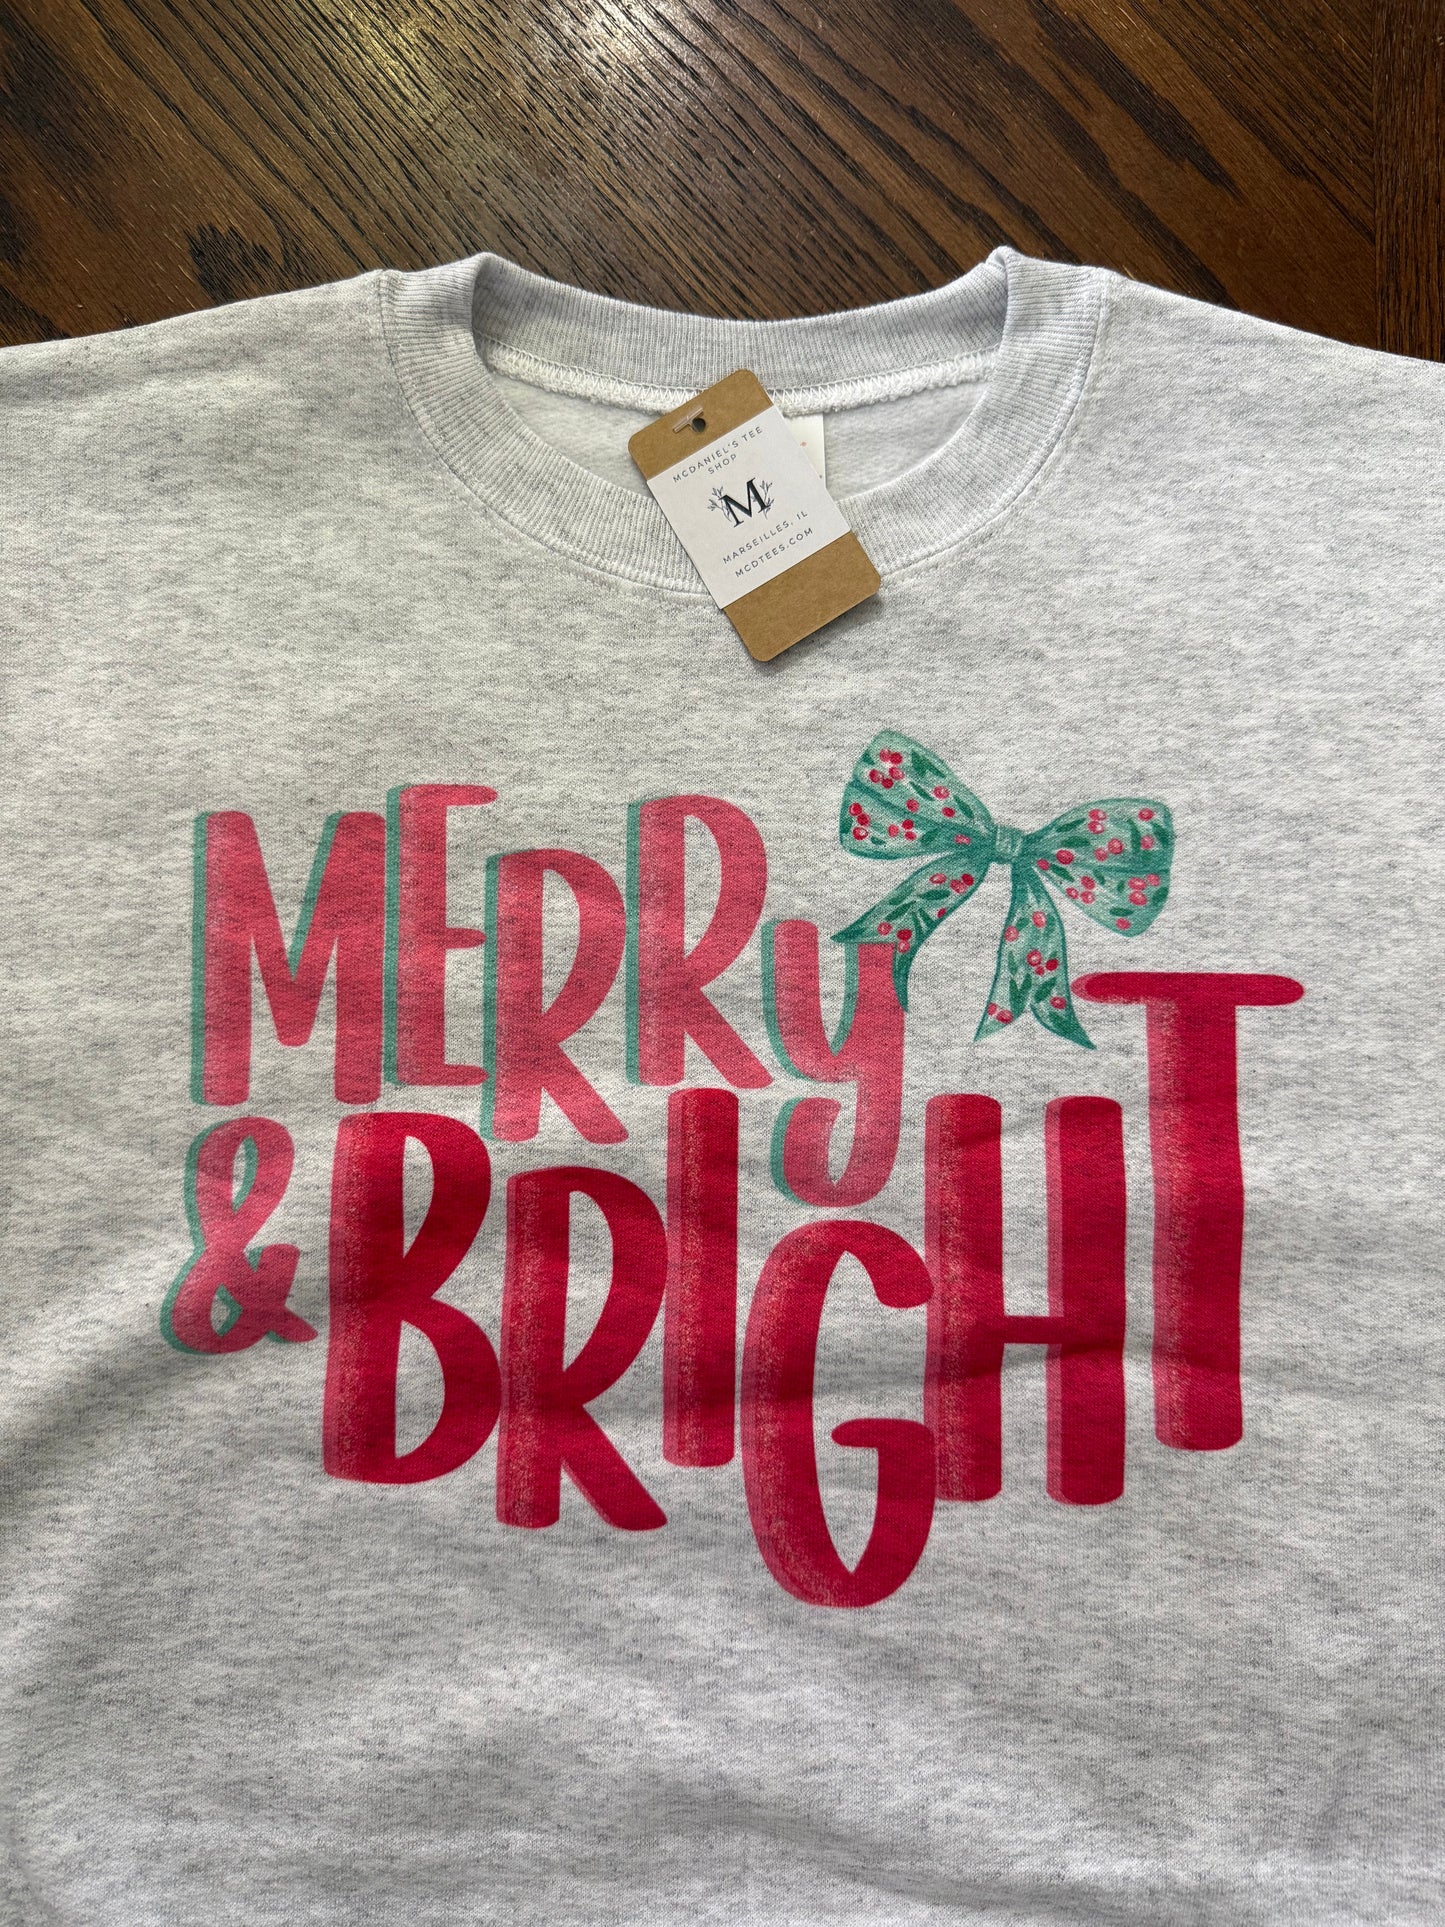 MCDANIEL'S TEE
SHOP
M
MARSEILLES, IL
MCDTEES.COM
MERRy
& BRIGHT